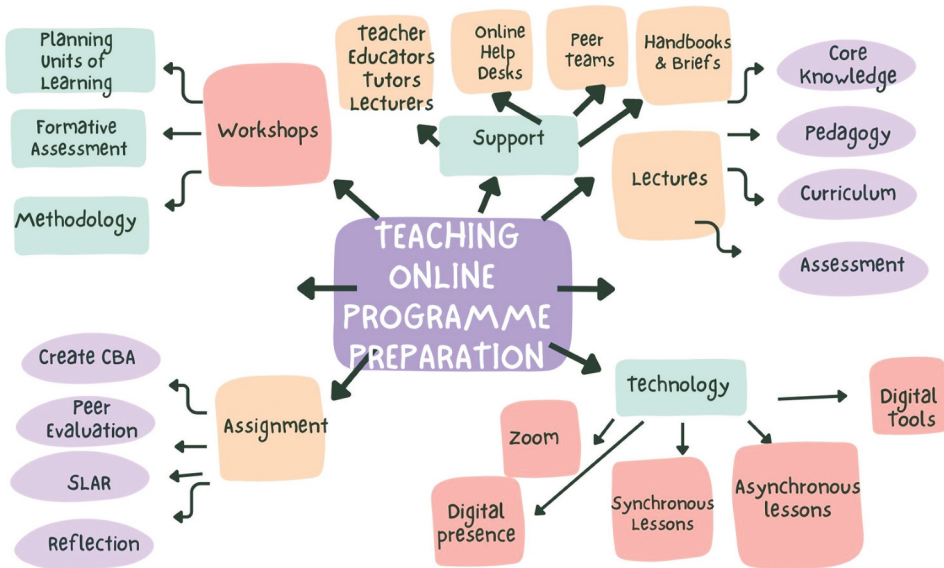 Planning
Units of
Learning
Formative
Assessment
Methodology
Workshops
Teacher
Educators
Tutors
Lecturers
Online
Help
Desks
Peer
Teams
Handbooks
& Briefs
Support
Lectures
Core
Knowledge
Pedagogy
Curriculum
Assessment
TEACHING
ONLINE
PROGRAMME
PREPARATION
Create CBA
Peer
Evaluation
SLAR
Reflection
Assignment
Technology
Zoom
Digital
presence
Synchronous
Lessons
Asynchronous
lessons
Digital
Tools